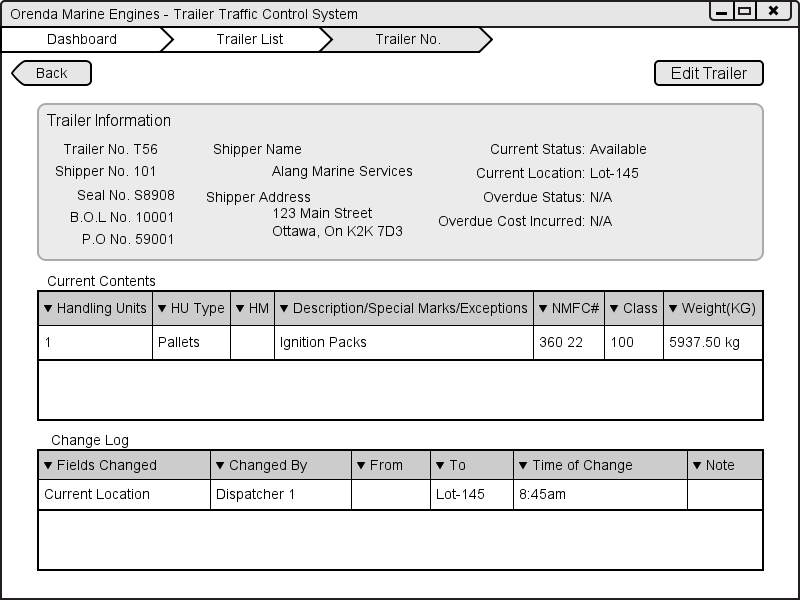 Orenda Marine Engines - Trailer Traffic Control System
Dashboard Trailer List Trailer No.
Back Edit Trailer
Trailer Information
Trailer No. T56 Shipper Name Current Status: Available
Shipper No. 101 Alang Marine Services Current Location: Lot-145
Seal No. S8908 Shipper Address Overdue Status: N/A
B.O.L No. 10001 123 Main Street Overdue Cost Incurred: N/A
P.O No. 59001 Ottawa, On K2K 7D3
Current Contents
Handling Units HU Type HM Description/Special Marks/Exceptions NMFC# Class Weight(KG)
1 Pallets Ignition Packs 360 22 100 5937.50 kg
Change Log
Fields Changed Changed By From To Time of Change Note
Current Location Dispatcher 1 Lot-145 8:45am